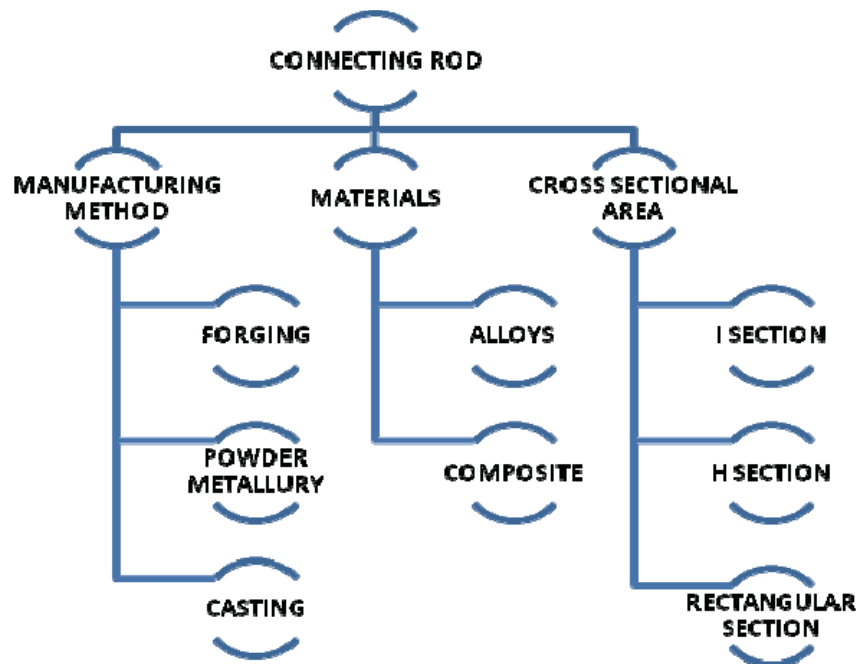 CONNECTING ROD
MANUFACTURING
METHOD
MATERIALS
CROSS SECTIONAL
AREA
FORGING
ALLOYS
I SECTION
POWDER
METALLURY
COMPOSITE
H SECTION
CASTING
RECTANGULAR
SECTION